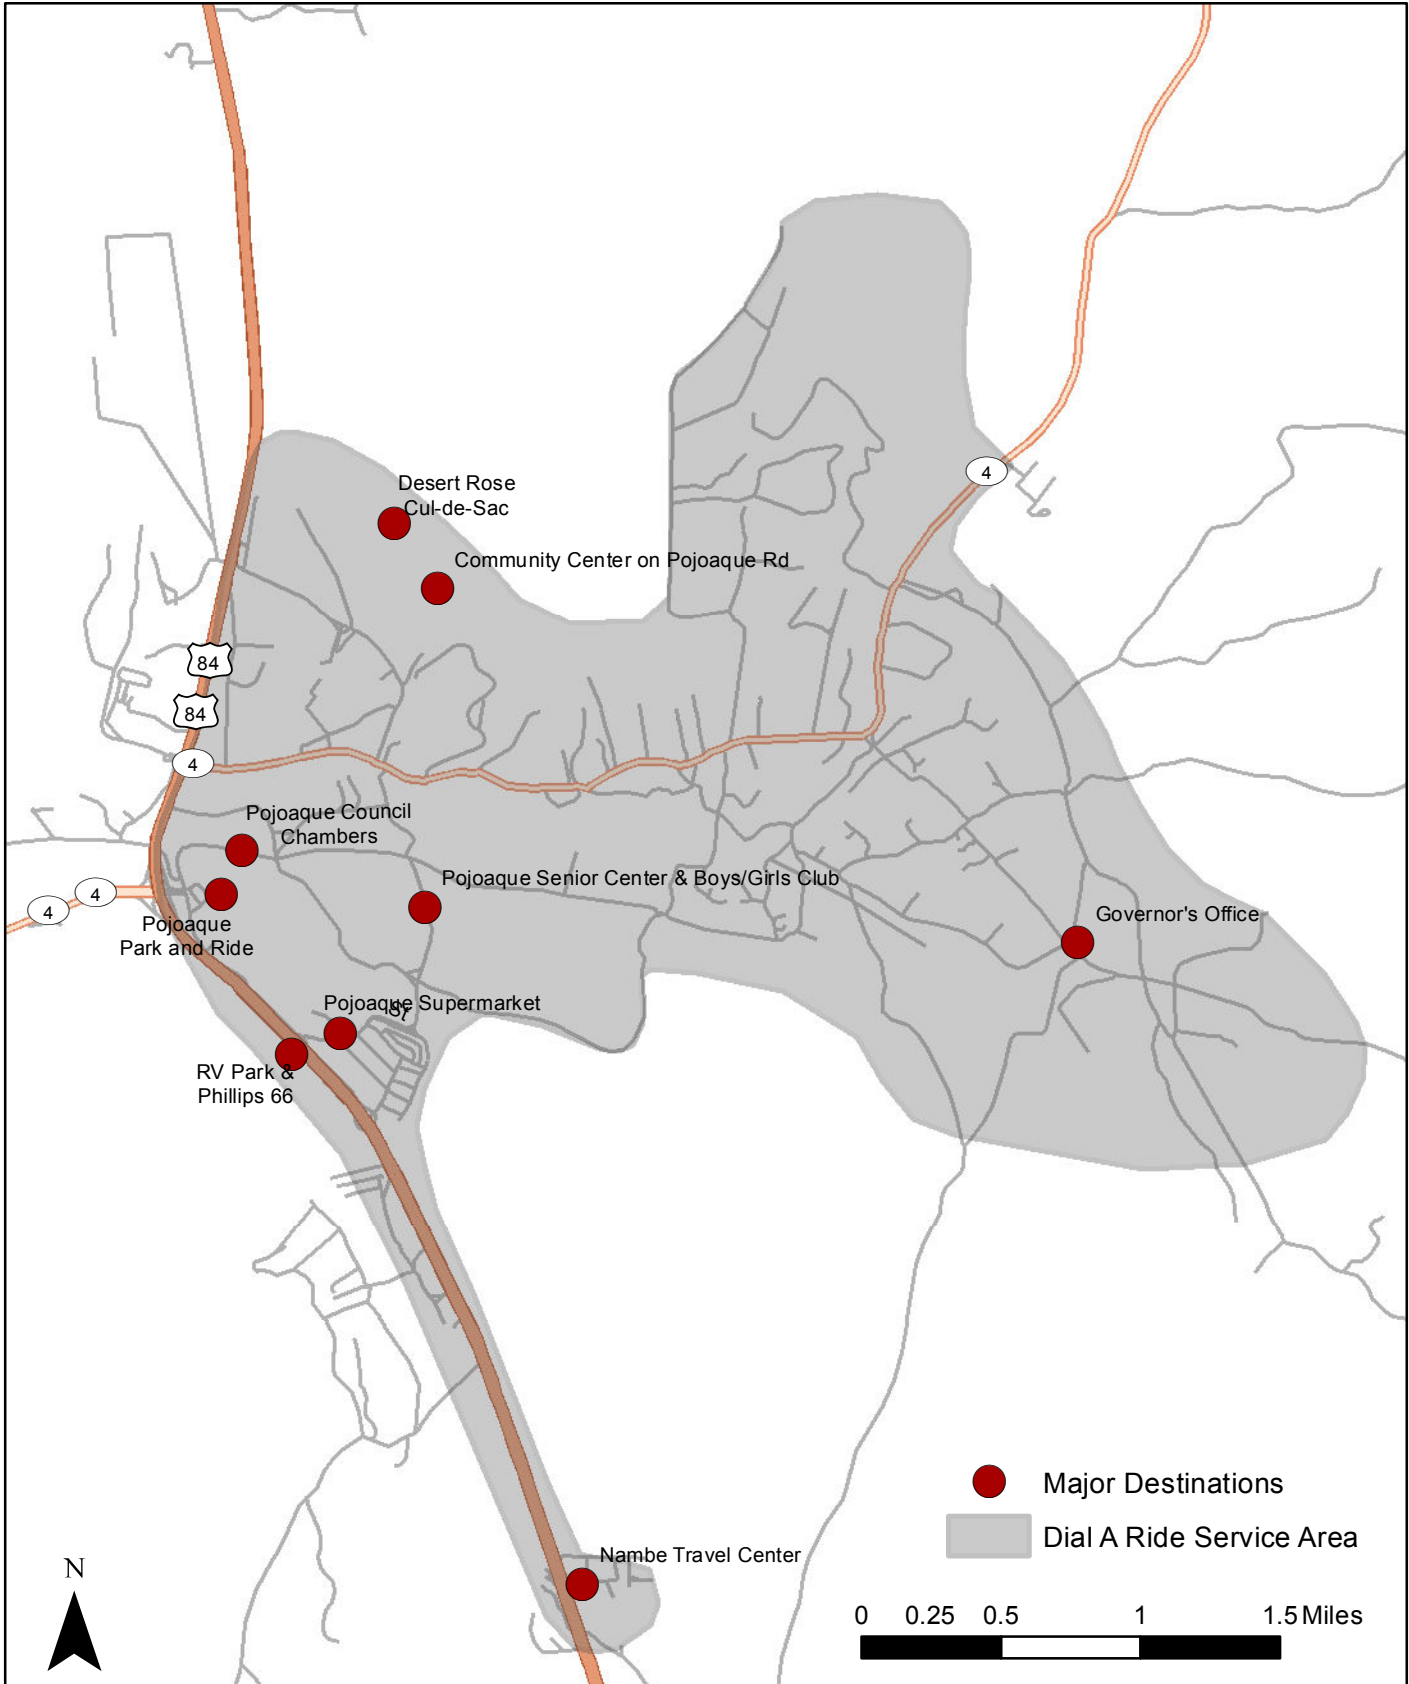 4
Desert Rose
Cul-de-Sac
Community Center on Pojoaque Rd
84
84
4
Pojoaque Council
Chambers
Pojoaque Senior Center & Boys/Girls Club
4
4
Governor's Office
Pojoaque
Park and Ride
Pojoaque Supermarket
St
RV Park &
Phillips 66
Major Destinations
Dial A Ride Service Area
Nambe Travel Center
N
0 0.25 0.5 1 1.5 Miles